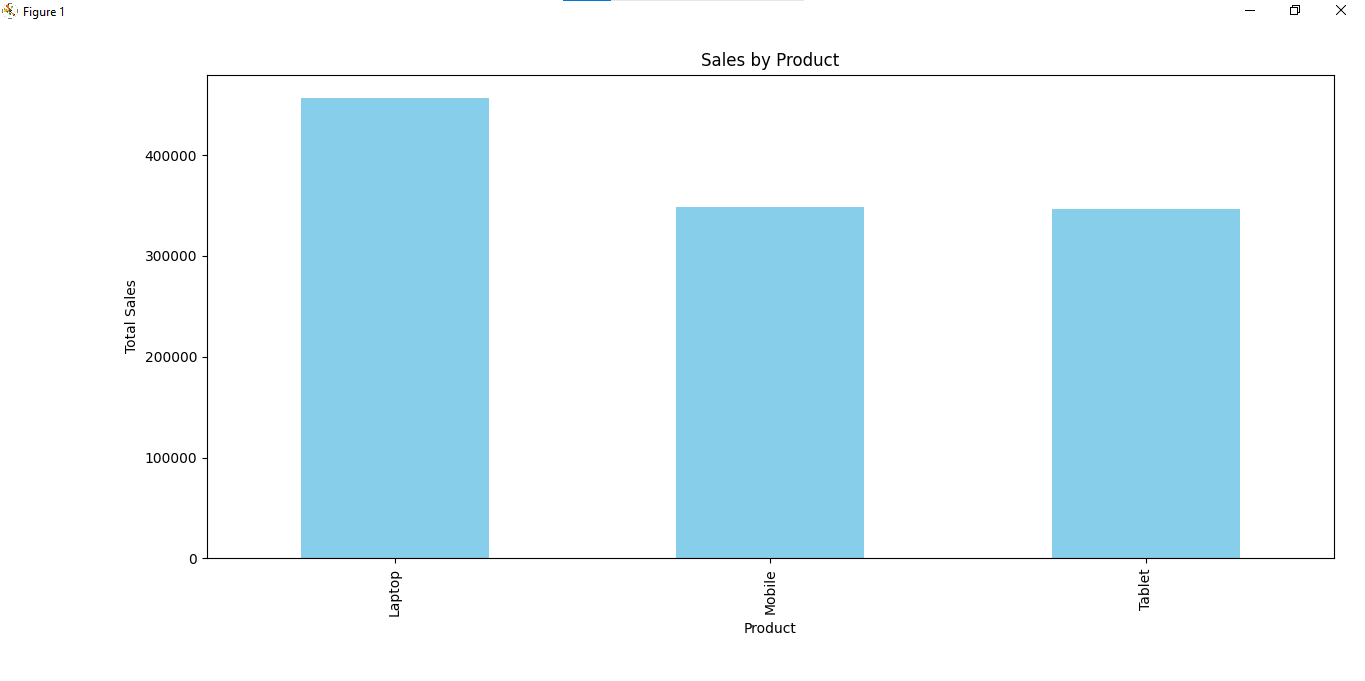 Figure 1
Sales by Product
400000
300000
200000
100000
0
Total Sales
Laptop
Mobile
Tablet
Product